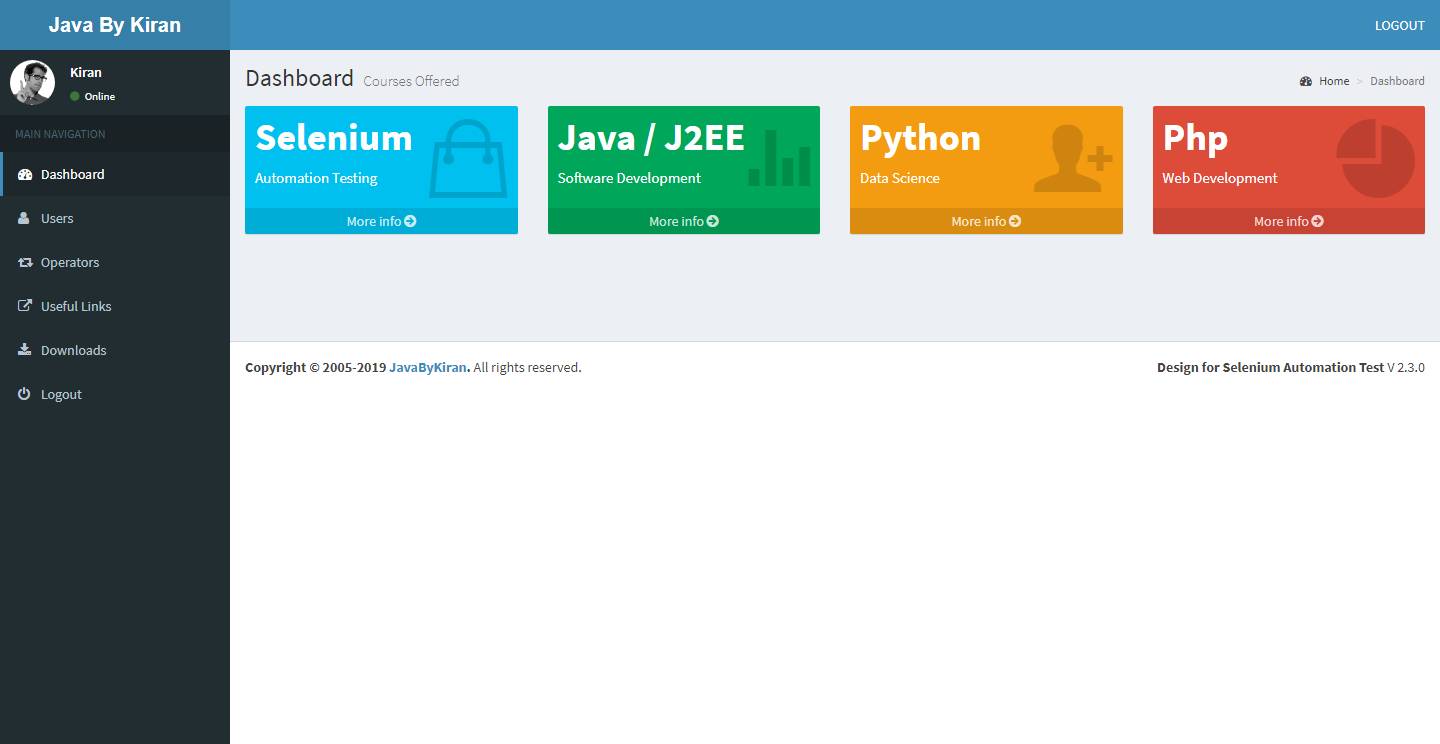 Java By Kiran
LOGOUT
Kiran
Online
MAIN NAVIGATION
Dashboard
Users
Operators
Useful Links
Downloads
Logout
Dashboard Courses Offered
Home > Dashboard
Selenium
Automation Testing
More info
Java / J2EE
Software Development
More info
Python
Data Science
More info
Php
Web Development
More info
Copyright © 2005-2019 JavaByKiran. All rights reserved.
Design for Selenium Automation Test V 2.3.0